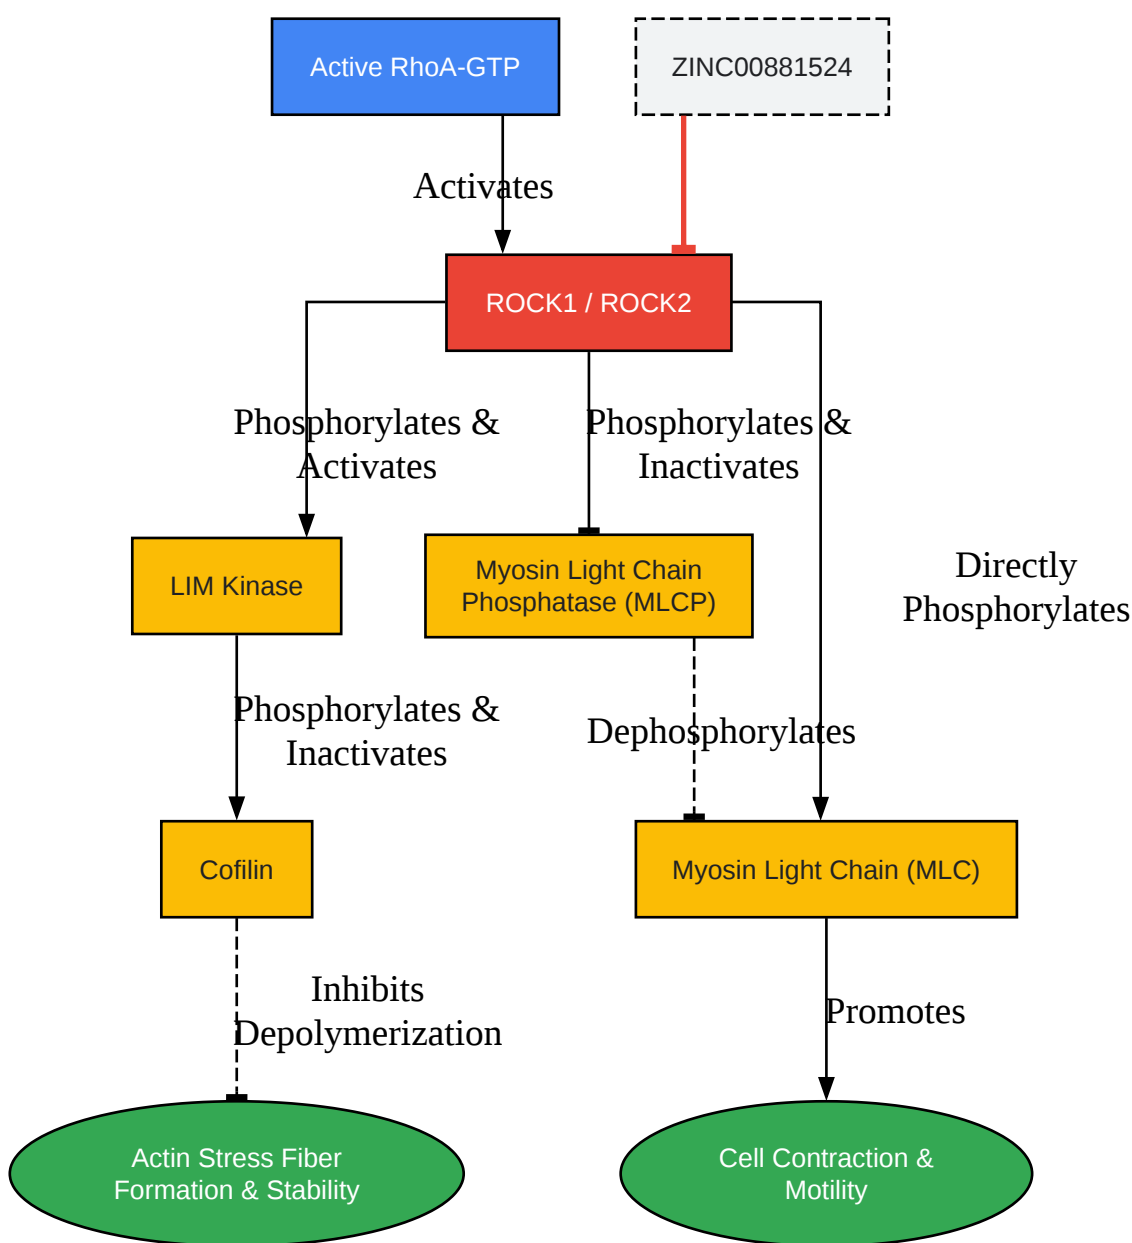 Active RhoA-GTP
ZINC00881524
Activates
ROCK1 / ROCK2
Phosphorylates &
Activates
Phosphorylates &
Inactivates
Directly
Phosphorylates
LIM Kinase
Myosin Light Chain
Phosphatase (MLCP)
Phosphorylates &
Inactivates
Dephosphorylates
Cofilin
Myosin Light Chain (MLC)
Inhibits
Depolymerization
Promotes
Actin Stress Fiber
Formation & Stability
Cell Contraction &
Motility